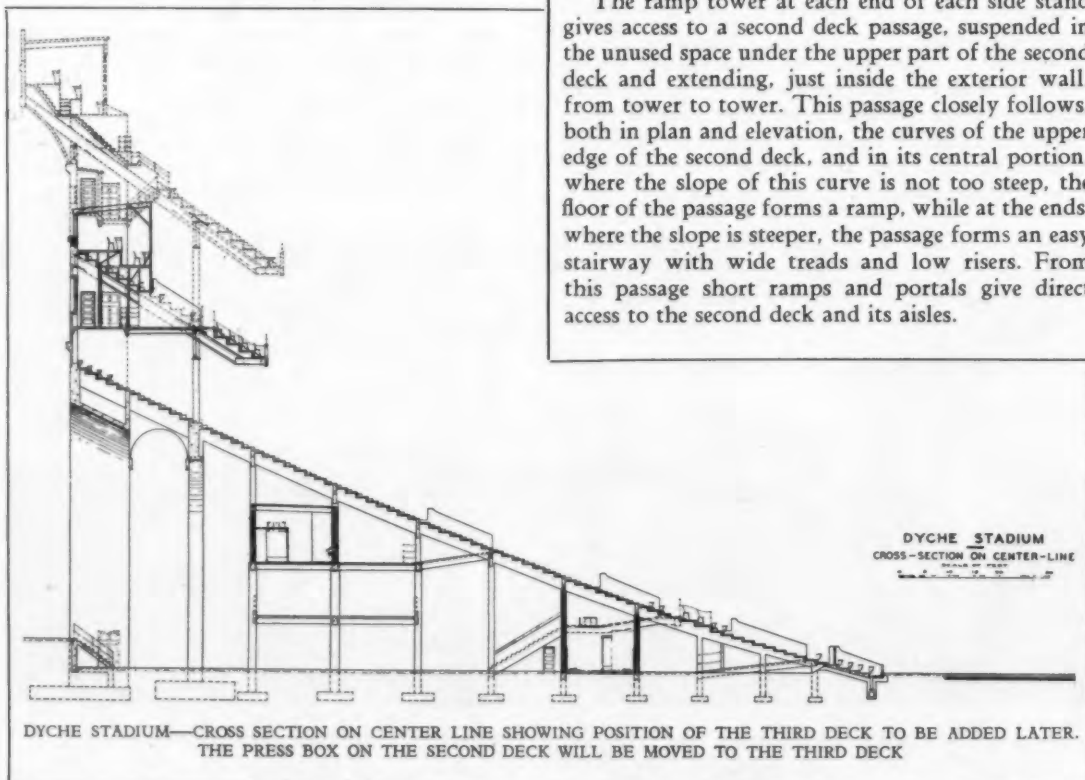 The ramp tower at each end of each side stand
gives access to a second deck passage, suspended in
the unused space under the upper part of the second
deck and extending, just inside the exterior wall
from tower to tower. This passage closely follows
both in plan and elevation, the curves of the upper
edge of the second deck, and in its central portion
where the slope of this curve is not too steep, the
floor of the passage forms a ramp, while at the ends
where the slope is steeper, the passage forms an easy
stairway with wide treads and low risers. From
this passage short ramps and portals give direct
access to the second deck and its aisles.
DYCHE STADIUM
CROSS-SECTION ON CENTER-LINE
SCALE OF FEET
DYCHE STADIUM—CROSS SECTION ON CENTER LINE SHOWING POSITION OF THE THIRD DECK TO BE ADDED LATER.
THE PRESS BOX ON THE SECOND DECK WILL BE MOVED TO THE THIRD DECK